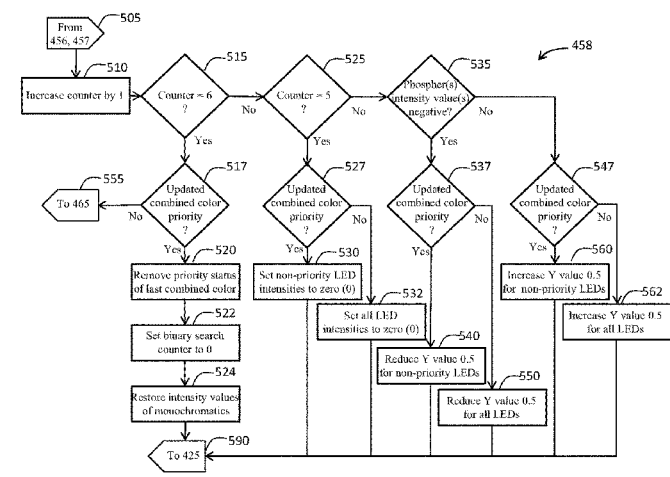 From
456, 457
505
510
Increase counter by 1
515
Counter = 6
?
No
Yes
525
Counter = 5
?
No
Yes
535
Phospher(s)
intensity value(s)
negative?
No
Yes
458
555
To 465
No
517
Updated
combined color
priority
?
Yes
527
Updated
combined color
priority
?
No
Yes
537
Updated
combined color
priority
?
No
Yes
547
Updated
combined color
priority
?
No
Yes
520
Remove priority status
of last combined color
530
Set non-priority LED
intensities to zero (0)
560
Increase Y value 0.5
for non-priority LEDs
532
Set all LED
intensities to zero (0)
562
Increase Y value 0.5
for all LEDs
522
Set binary search
counter to 0
540
Reduce Y value 0.5
for non-priority LEDs
524
Restore intensity values
of monochromatics
550
Reduce Y value 0.5
for all LEDs
590
To 425